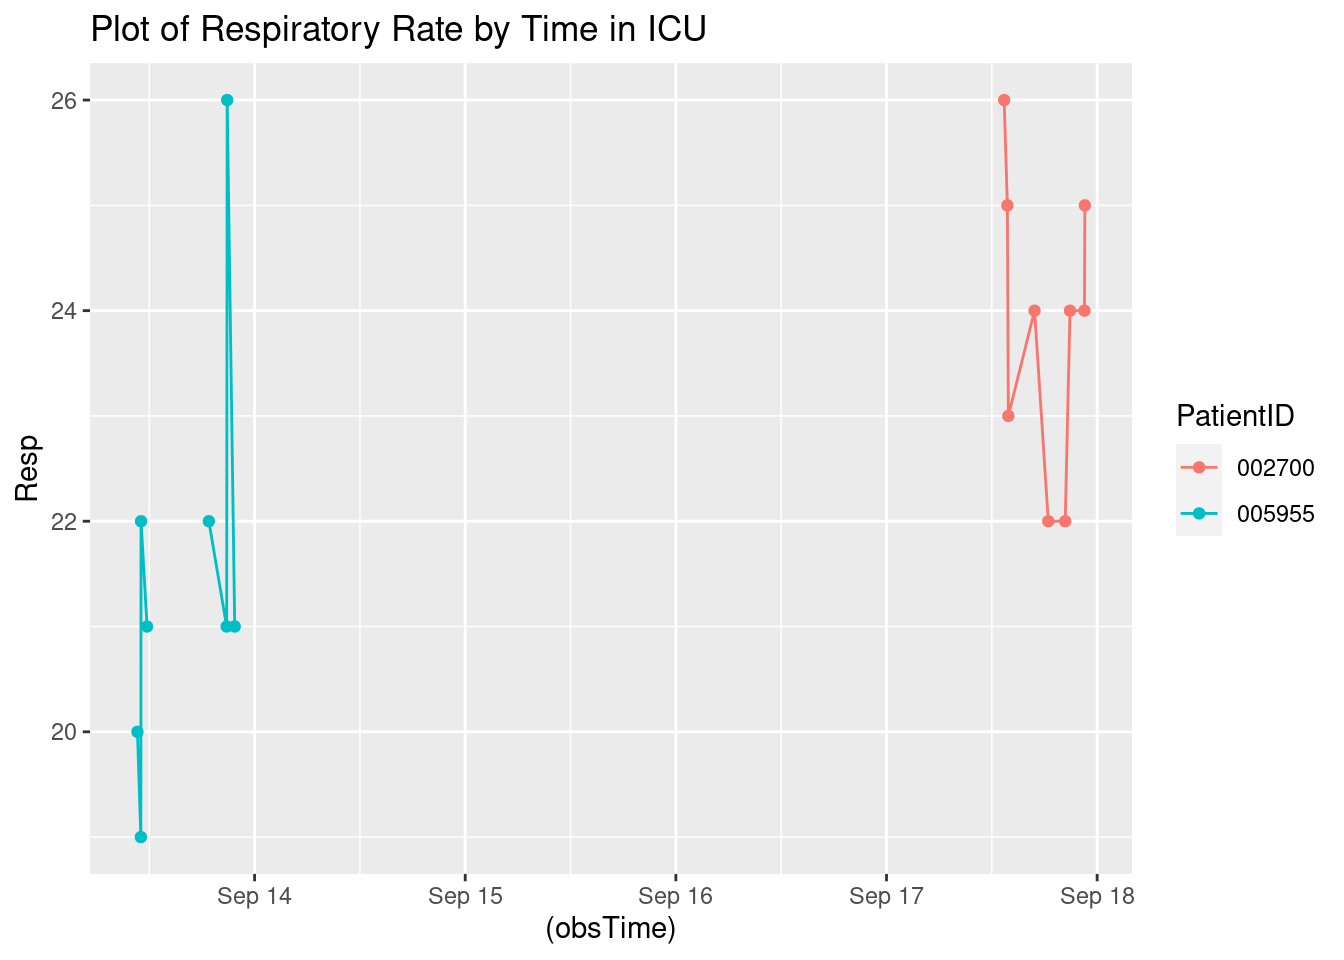 Plot of Respiratory Rate by Time in ICU
26
24
22
20
Resp
Sep 14 Sep 15 Sep 16 Sep 17 Sep 18
(obsTime)
PatientID
002700
005955